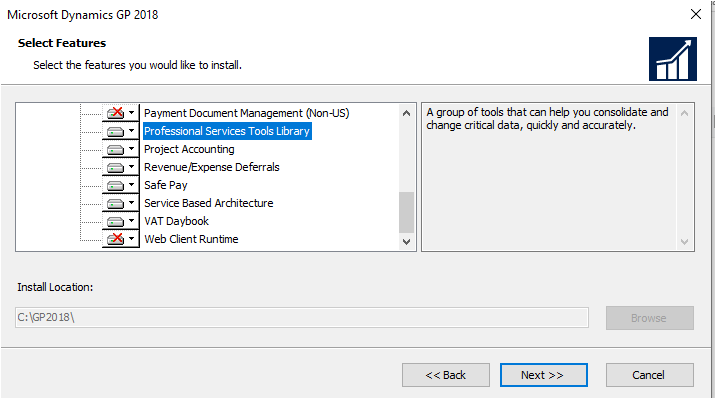 Microsoft Dynamics GP 2018
Select Features
Select the features you would like to install.
Payment Document Management (Non-US)
Professional Services Tools Library
Project Accounting
Revenue/Expense Deferrals
Safe Pay
Service Based Architecture
VAT Daybook
Web Client Runtime
A group of tools that can help you consolidate and
change critical data, quickly and accurately.
Install Location:
C:\GP2018\
Browse
<< Back
Next >>
Cancel